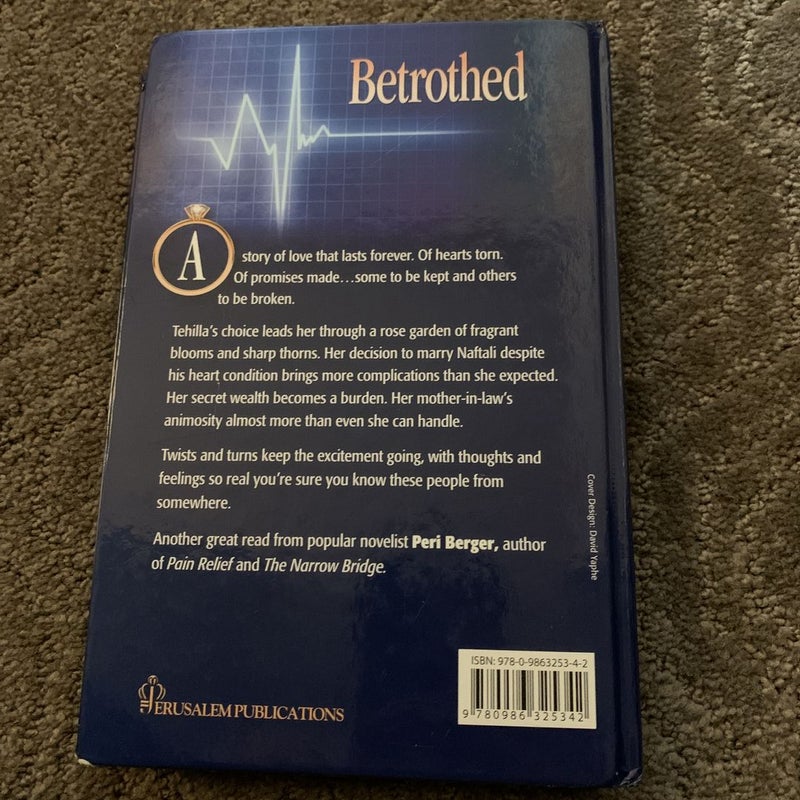 Betrothed
A story of love that lasts forever. Of hearts torn.
Of promises made...some to be kept and others
to be broken.
Tehilla's choice leads her through a rose garden of fragrant
blooms and sharp thorns. Her decision to marry Naftali despite
his heart condition brings more complications than she expected.
Her secret wealth becomes a burden. Her mother-in-law's
animosity almost more than even she can handle.
Twists and turns keep the excitement going, with thoughts and
feelings so real you're sure you know these people from
somewhere.
Another great read from popular novelist Peri Berger, author
of Pain Relief and The Narrow Bridge.
Cover Design: David Yaphe
JERUSALEM PUBLICATIONS
ISBN: 978-0-9863253-4-2
9 780986 325342